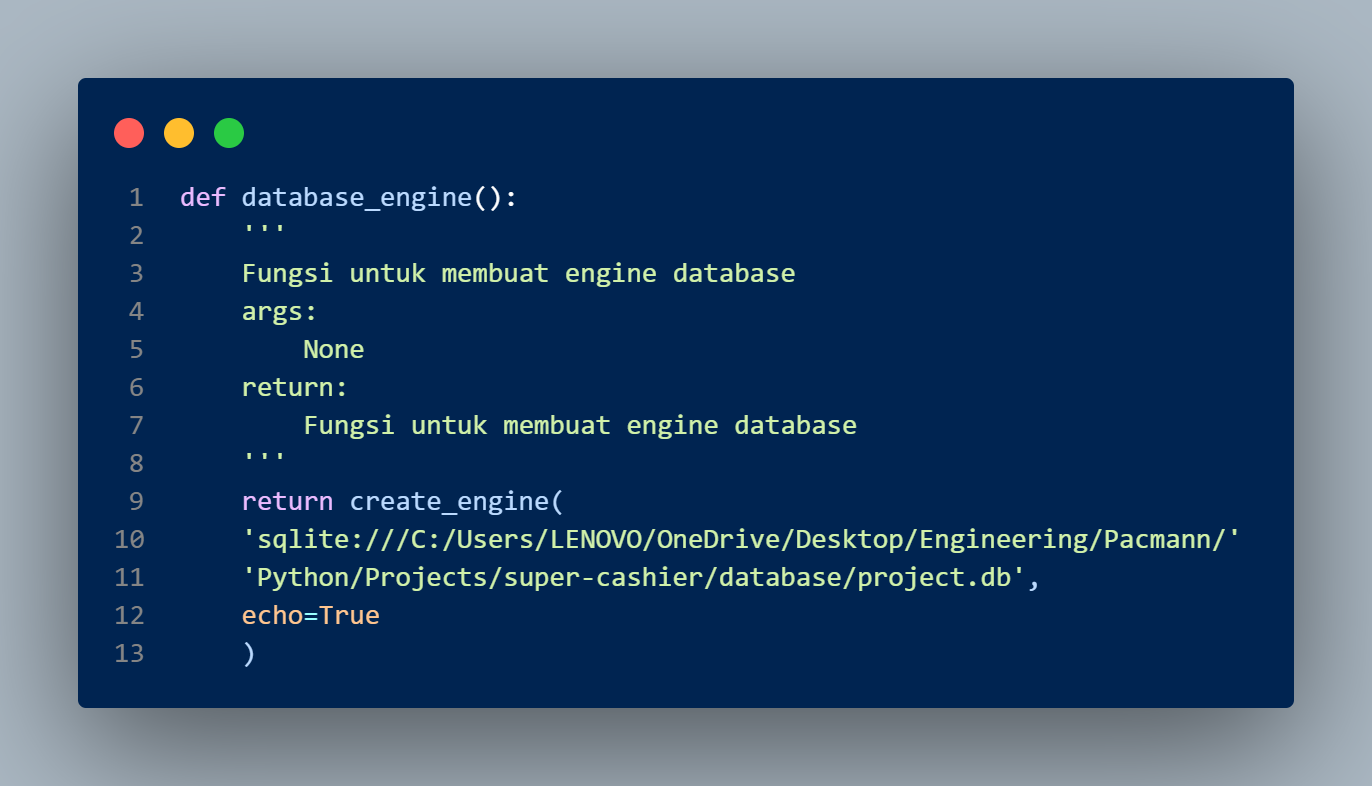 1 def database_engine():
2     '''
3     Fungsi untuk membuat engine database
4     args:
5         None
6     return:
7         Fungsi untuk membuat engine database
8     '''
9     return create_engine(
10     'sqlite:///C:/Users/LENOVO/OneDrive/Desktop/Engineering/Pacmann/'
11     'Python/Projects/super-cashier/database/project.db',
12     echo=True
13     )